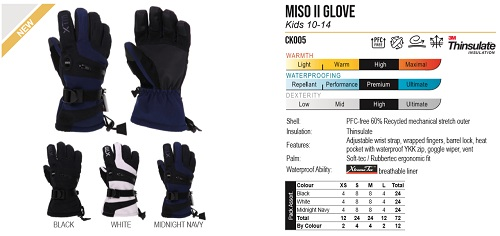 NEW
BLACK
WHITE
MIDNIGHT NAVY
MISO II GLOVE
Kids 10-14
CK005
PFC FREE
3M
Thinsulate
INSULATION
WARMTH
Light Warm High Maximal
WATERPROOFING
Repellant Performance Premium Ultimate
DEXTERITY
Low Mid High Ultimate
Shell: PFC-free 60% Recycled mechanical stretch outer
Insulation: Thinsulate
Features: Adjustable wrist strap, wrapped fingers, barrel lock, heat
pocket with waterproof YKK zip, goggle wiper, vent
Palm: Soft-tec / Rubbertec ergonomic fit
Waterproof Ability: XtremeTex breathable liner
Pack Assort
Colour XS S M L Total
Black 4 8 8 4 24
White 4 8 8 4 24
Midnight Navy 4 8 8 4 24
Total 12 24 24 12 72
By Colour 2 4 4 2 12